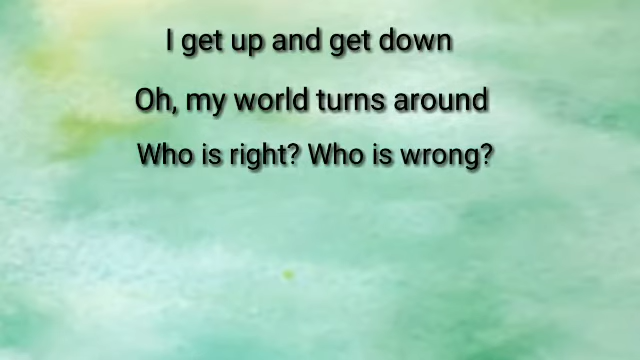 I get up and get down
Oh, my world turns around
Who is right? Who is wrong?